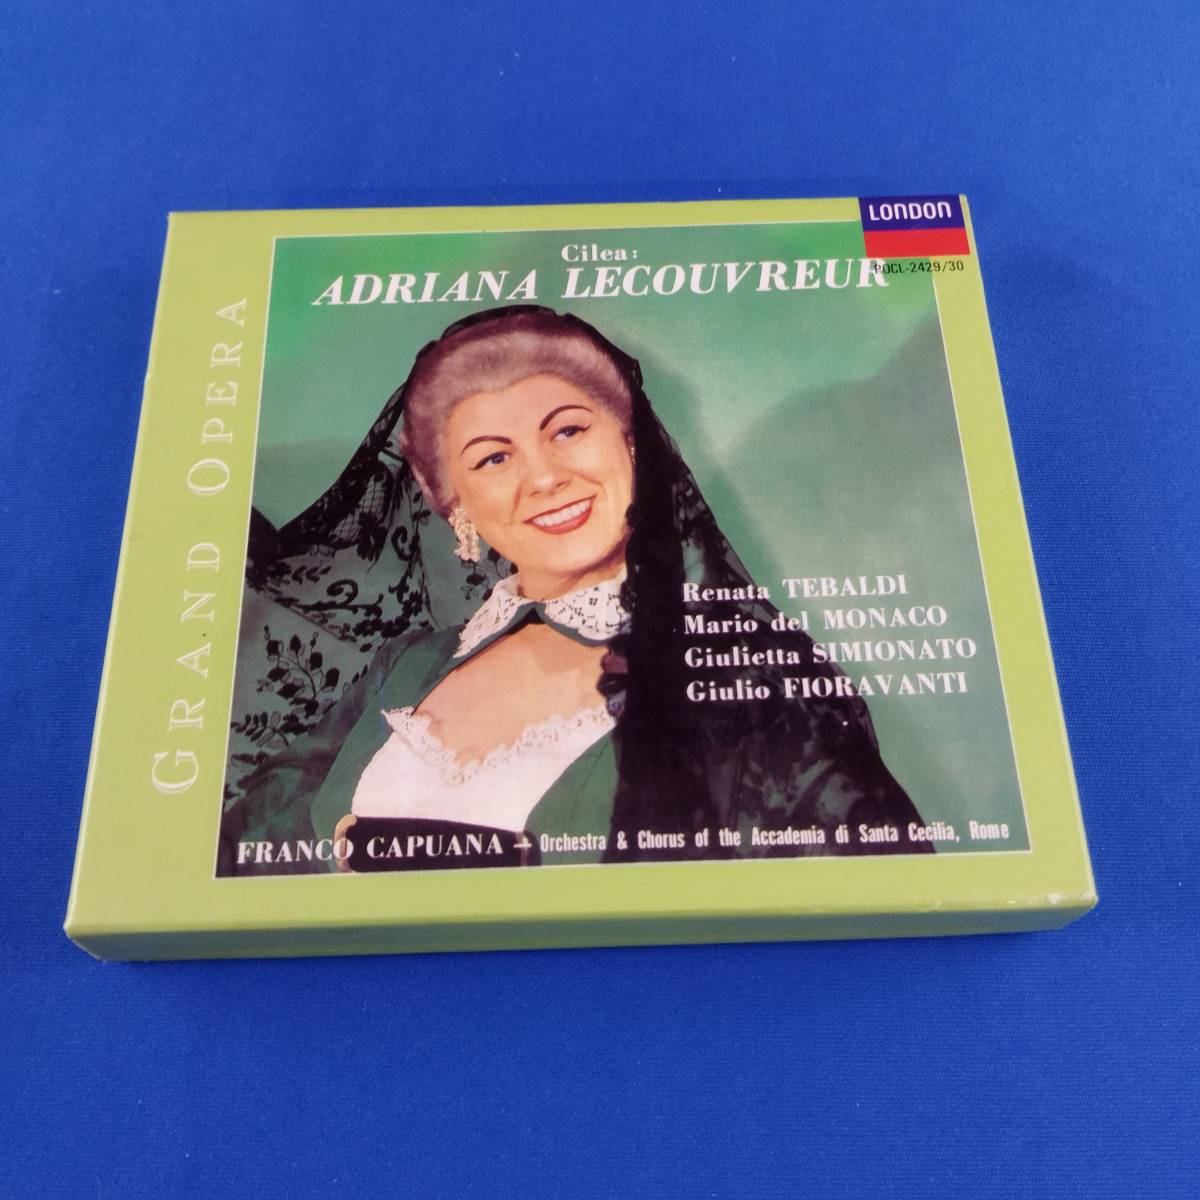 LONDON
POCL-2429/30
Cilea:
ADRIANA LECOUVREUR
GRAND OPERA
Renata TEBALDI
Mario del MONACO
Giulietta SIMIONATO
Giulio FIORAVANTI
FRANCO CAPUANA — Orchestra & Chorus of the Accademia di Santa Cecilia, Rome